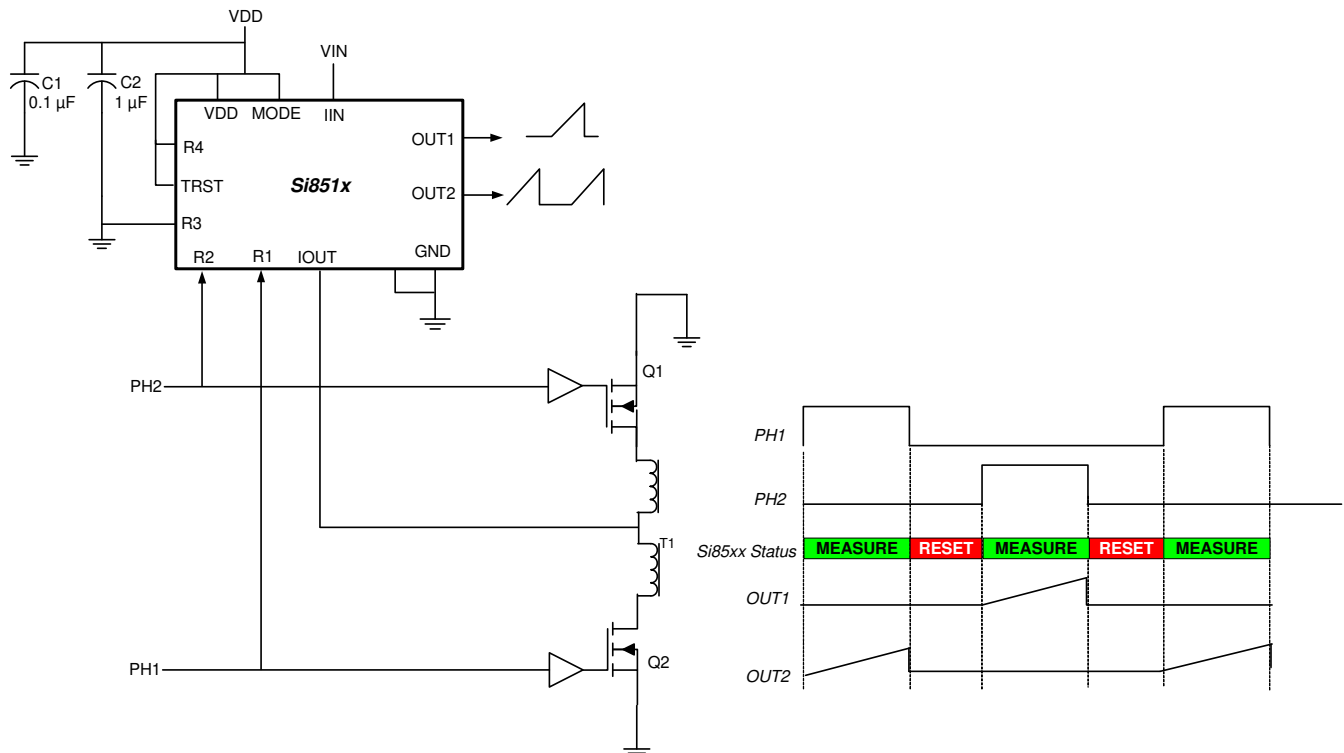 VDD
VIN
C1
0.1 µF
C2
1 µF
VDD MODE IIN
OUT1
R4
Si851x
TRST
OUT2
R3
R2 R1 IOUT GND
PH2
Q1
T1
PH1
Q2
PH1
PH2
Si85xx Status MEASURE RESET MEASURE RESET MEASURE
OUT1
OUT2